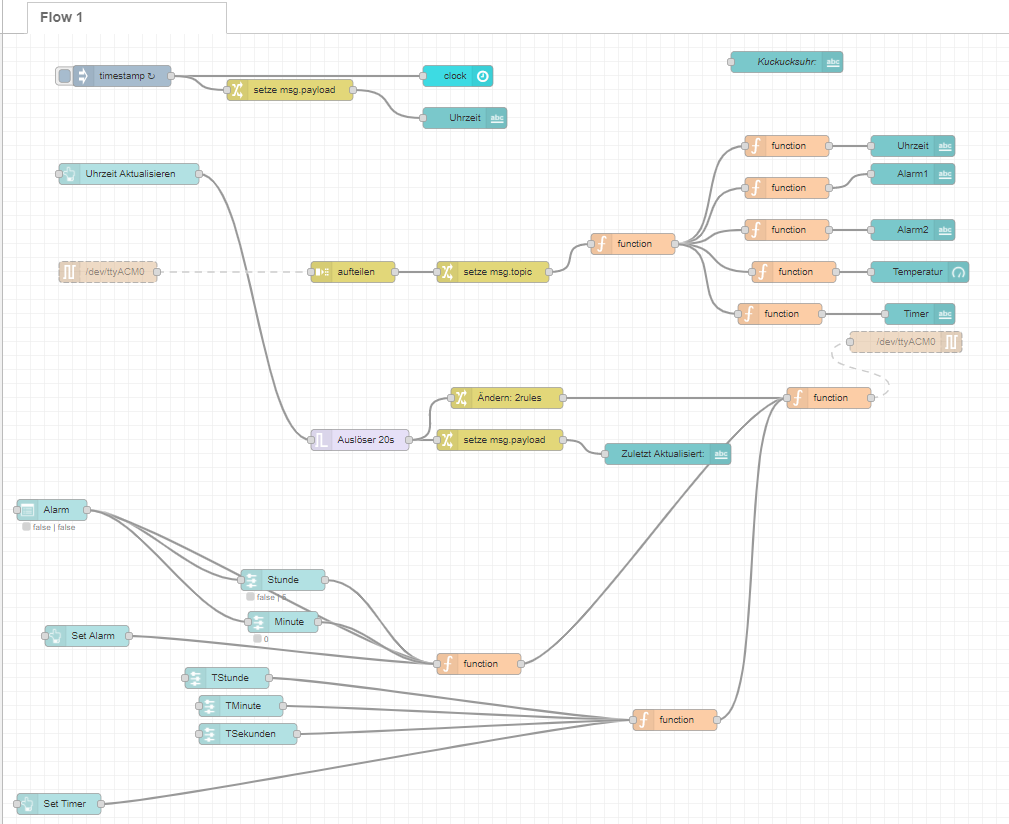 Flow 1
timestamp ↻
clock
setze msg.payload
Uhrzeit
Kuckucksuhr:
abc
abc
Uhrzeit Aktualisieren
function
Uhrzeit
abc
function
Alarm1
abc
function
Alarm2
abc
function
/dev/ttyACM0
aufteilen
setze msg.topic
function
Temperatur
function
Timer
abc
/dev/ttyACM0
Ändern: 2rules
function
Auslöser 20s
setze msg.payload
Zuletzt Aktualisiert:
abc
Alarm
false | false
Stunde
false | 5
Minute
0
Set Alarm
function
TStunde
TMinute
function
TSekunden
Set Timer